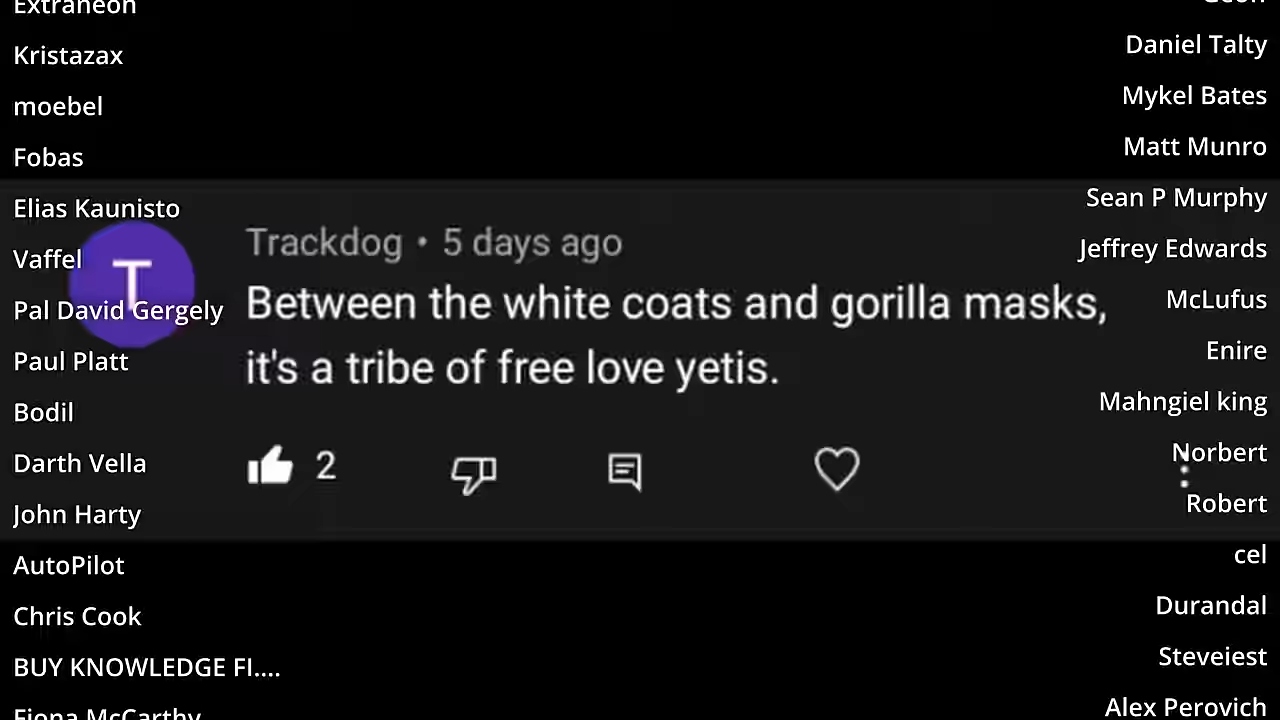 Extraneon
Kristazax
moebel
Fobas
Elias Kaunisto
Vaffel
Pal David Gergely
Paul Platt
Bodil
Darth Vella
John Harty
AutoPilot
Chris Cook
BUY KNOWLEDGE FI....
Fiona McCarthy
T
Trackdog • 5 days ago
Between the white coats and gorilla masks,
it's a tribe of free love yetis.
2
Daniel Talty
Mykel Bates
Matt Munro
Sean P Murphy
Jeffrey Edwards
McLufus
Enire
Mahngiel king
Norbert
Robert
cel
Durandal
Steveiest
Alex Perovich